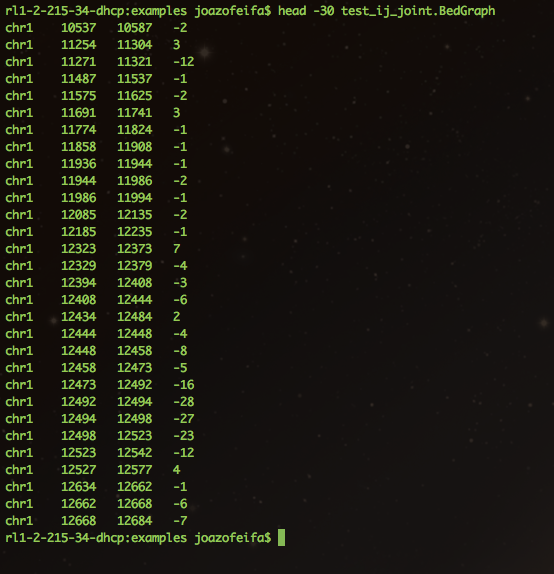 rl1-2-215-34-dhcp:examples joazofeifa$ head -30 test_ij_joint.BedGraph
chr1 10537 10587 -2
chr1 11254 11304 3
chr1 11271 11321 -12
chr1 11487 11537 -1
chr1 11575 11625 -2
chr1 11691 11741 3
chr1 11774 11824 -1
chr1 11858 11908 -1
chr1 11936 11944 -1
chr1 11944 11986 -2
chr1 11986 11994 -1
chr1 12085 12135 -2
chr1 12185 12235 -1
chr1 12323 12373 7
chr1 12329 12379 -4
chr1 12394 12408 -3
chr1 12408 12444 -6
chr1 12434 12484 2
chr1 12444 12448 -4
chr1 12448 12458 -8
chr1 12458 12473 -5
chr1 12473 12492 -16
chr1 12492 12494 -28
chr1 12494 12498 -27
chr1 12498 12523 -23
chr1 12523 12542 -12
chr1 12527 12577 4
chr1 12634 12662 -1
chr1 12662 12668 -6
chr1 12668 12684 -7
rl1-2-215-34-dhcp:examples joazofeifa$